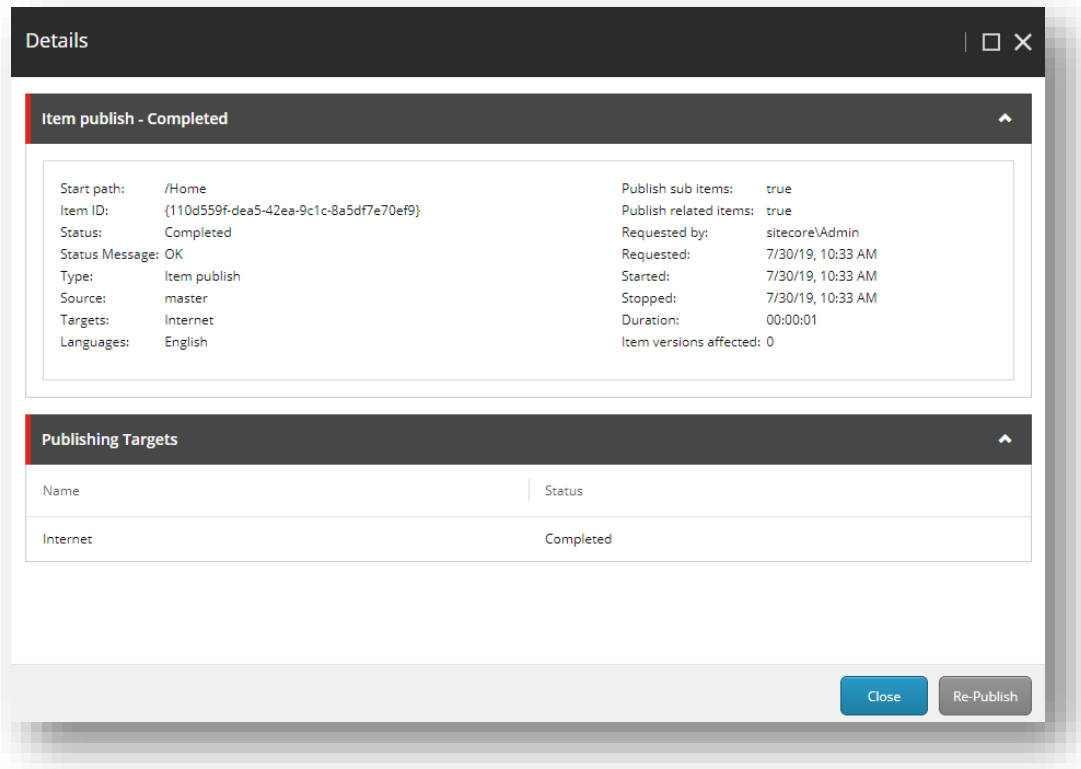 Details
Item publish - Completed
Start path: /Home
Item ID: {110d559f-dea5-42ea-9c1c-8a5df7e70ef9}
Status: Completed
Status Message: OK
Type: Item publish
Source: master
Targets: Internet
Languages: English
Publish sub items: true
Publish related items: true
Requested by: sitecore\Admin
Requested: 7/30/19, 10:33 AM
Started: 7/30/19, 10:33 AM
Stopped: 7/30/19, 10:33 AM
Duration: 00:00:01
Item versions affected: 0
Publishing Targets
Name Status
Internet Completed
Close Re-Publish